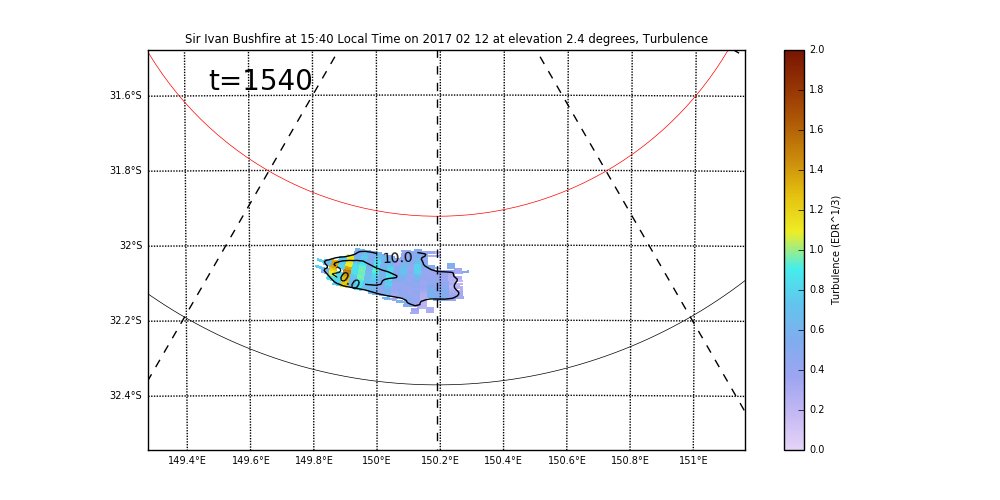 Sir Ivan Bushfire at 15:40 Local Time on 2017 02 12 at elevation 2.4 degrees, Turbulence
t=1540
31.6°S
31.8°S
32°S
32.2°S
32.4°S
10.0
20.0
149.4°E 149.6°E 149.8°E 150°E 150.2°E 150.4°E 150.6°E 150.8°E 151°E
2.0
1.8
1.6
1.4
1.2
1.0
0.8
0.6
0.4
0.2
0.0
Turbulence (EDR^1/3)